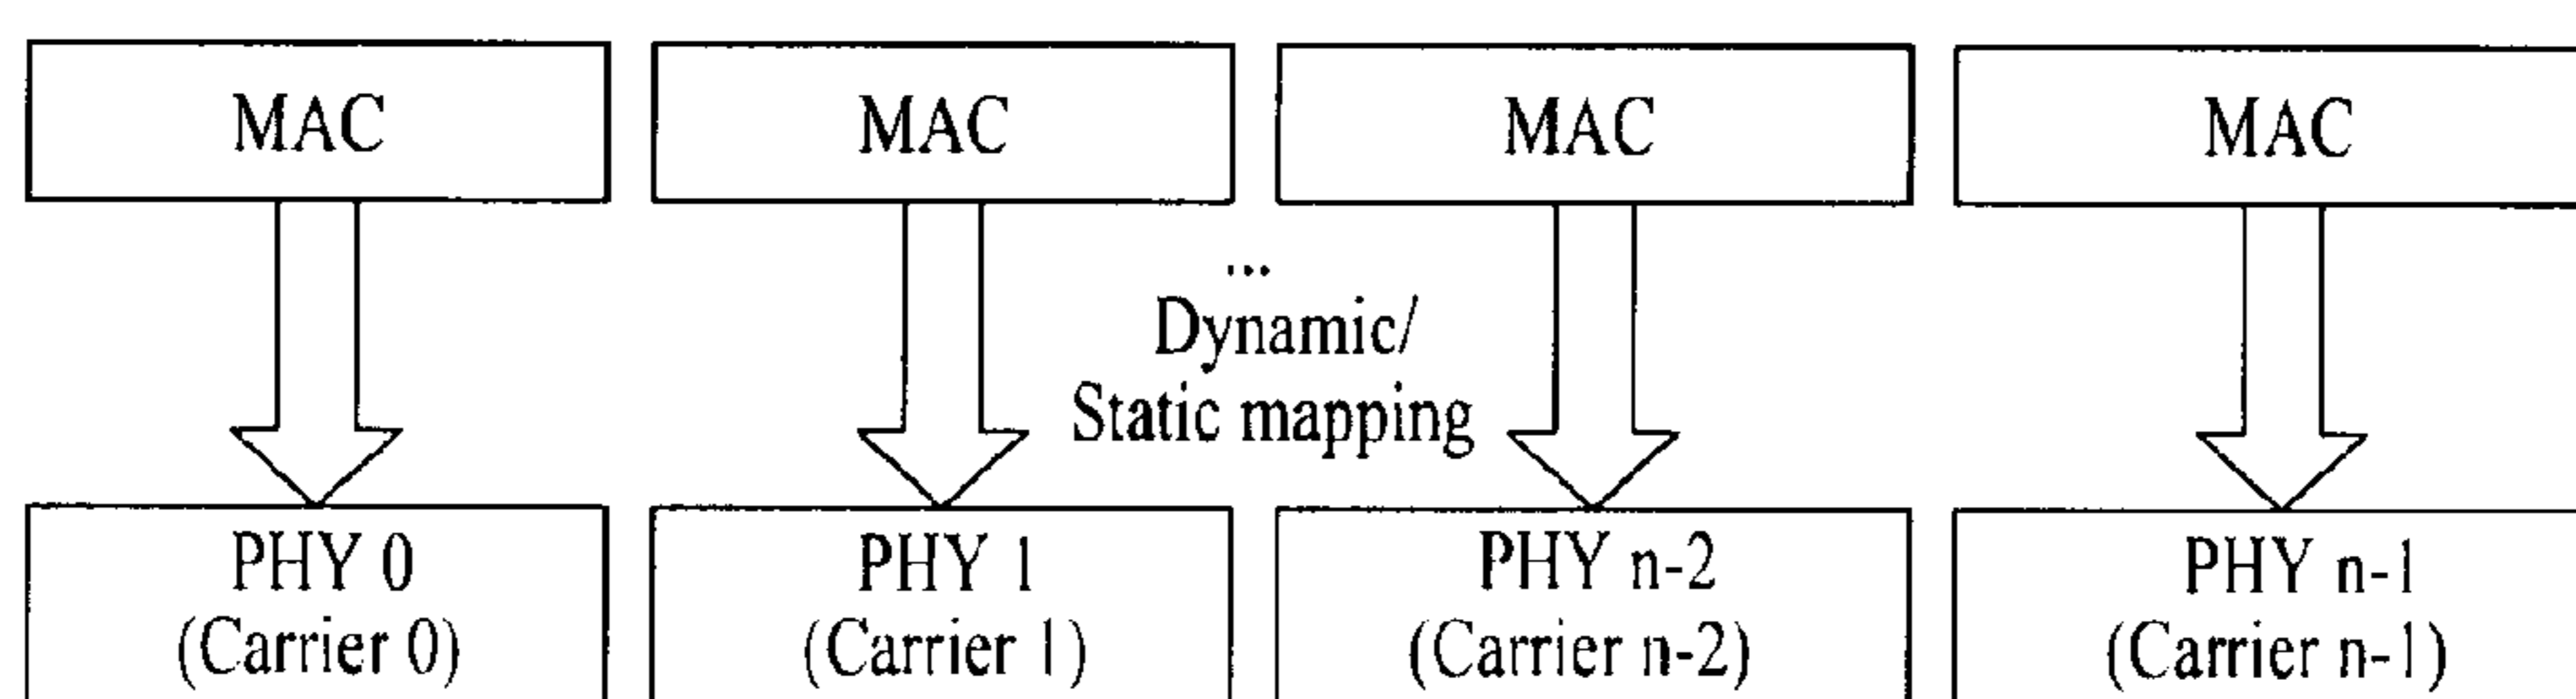 MAC
MAC
MAC
MAC
...
Dynamic/
Static mapping
PHY 0
(Carrier 0)
PHY 1
(Carrier 1)
PHY n-2
(Carrier n-2)
PHY n-1
(Carrier n-1)